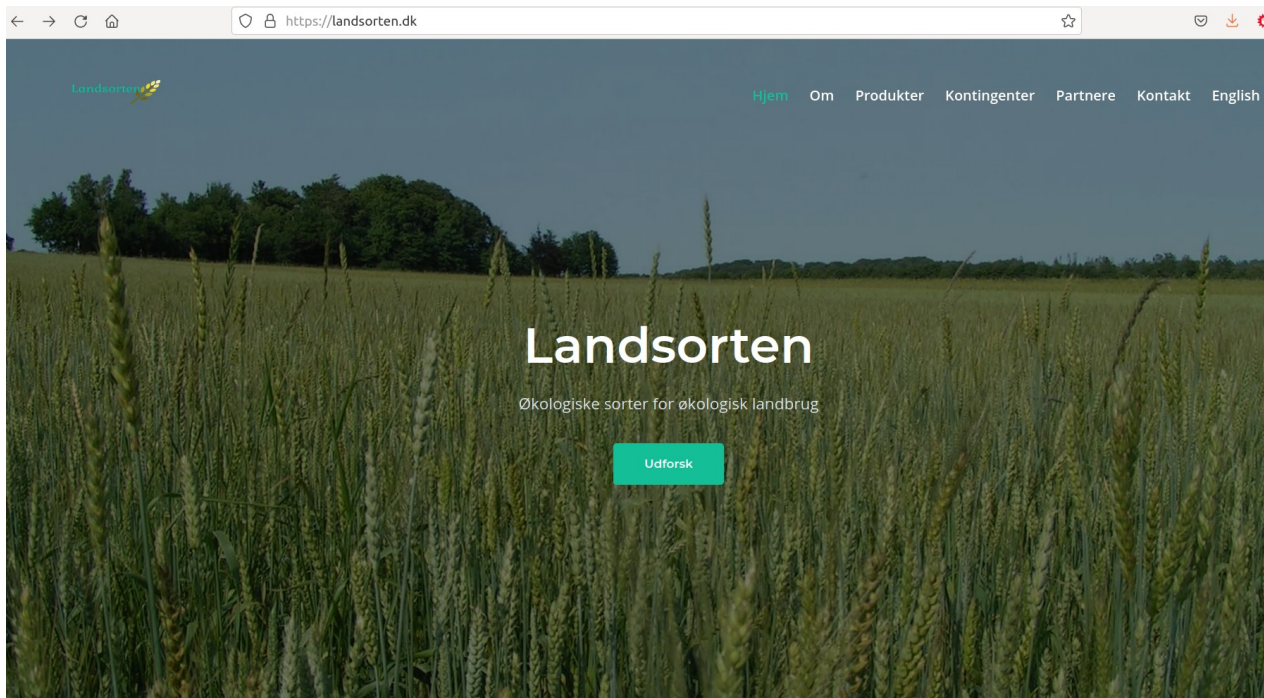 https://landsorten.dk
Landsorten
Hjem Om Produkter Kontingenter Partnere Kontakt English
Landsorten
Økologiske sorter for økologisk landbrug
Udforsk